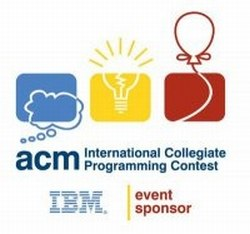 acm International Collegiate
Programming Contest
IBM. event
sponsor